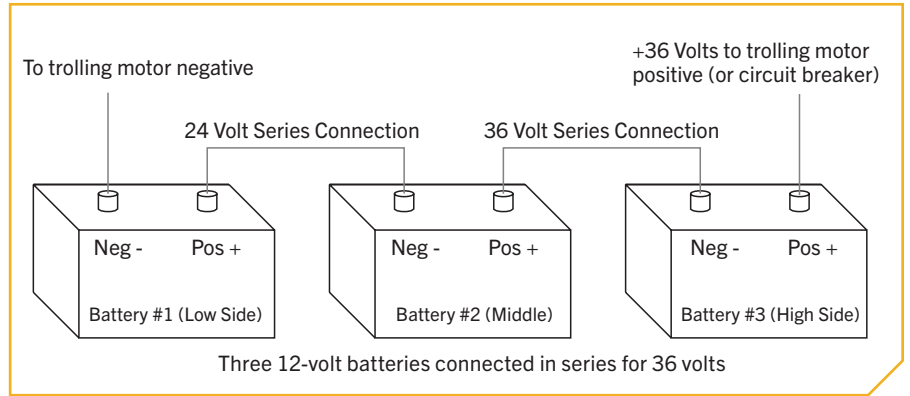 To trolling motor negative
+36 Volts to trolling motor
positive (or circuit breaker)
24 Volt Series Connection
36 Volt Series Connection
Neg -
Pos +
Neg -
Pos +
Neg -
Pos +
Battery #1 (Low Side)
Battery #2 (Middle)
Battery #3 (High Side)
Three 12-volt batteries connected in series for 36 volts